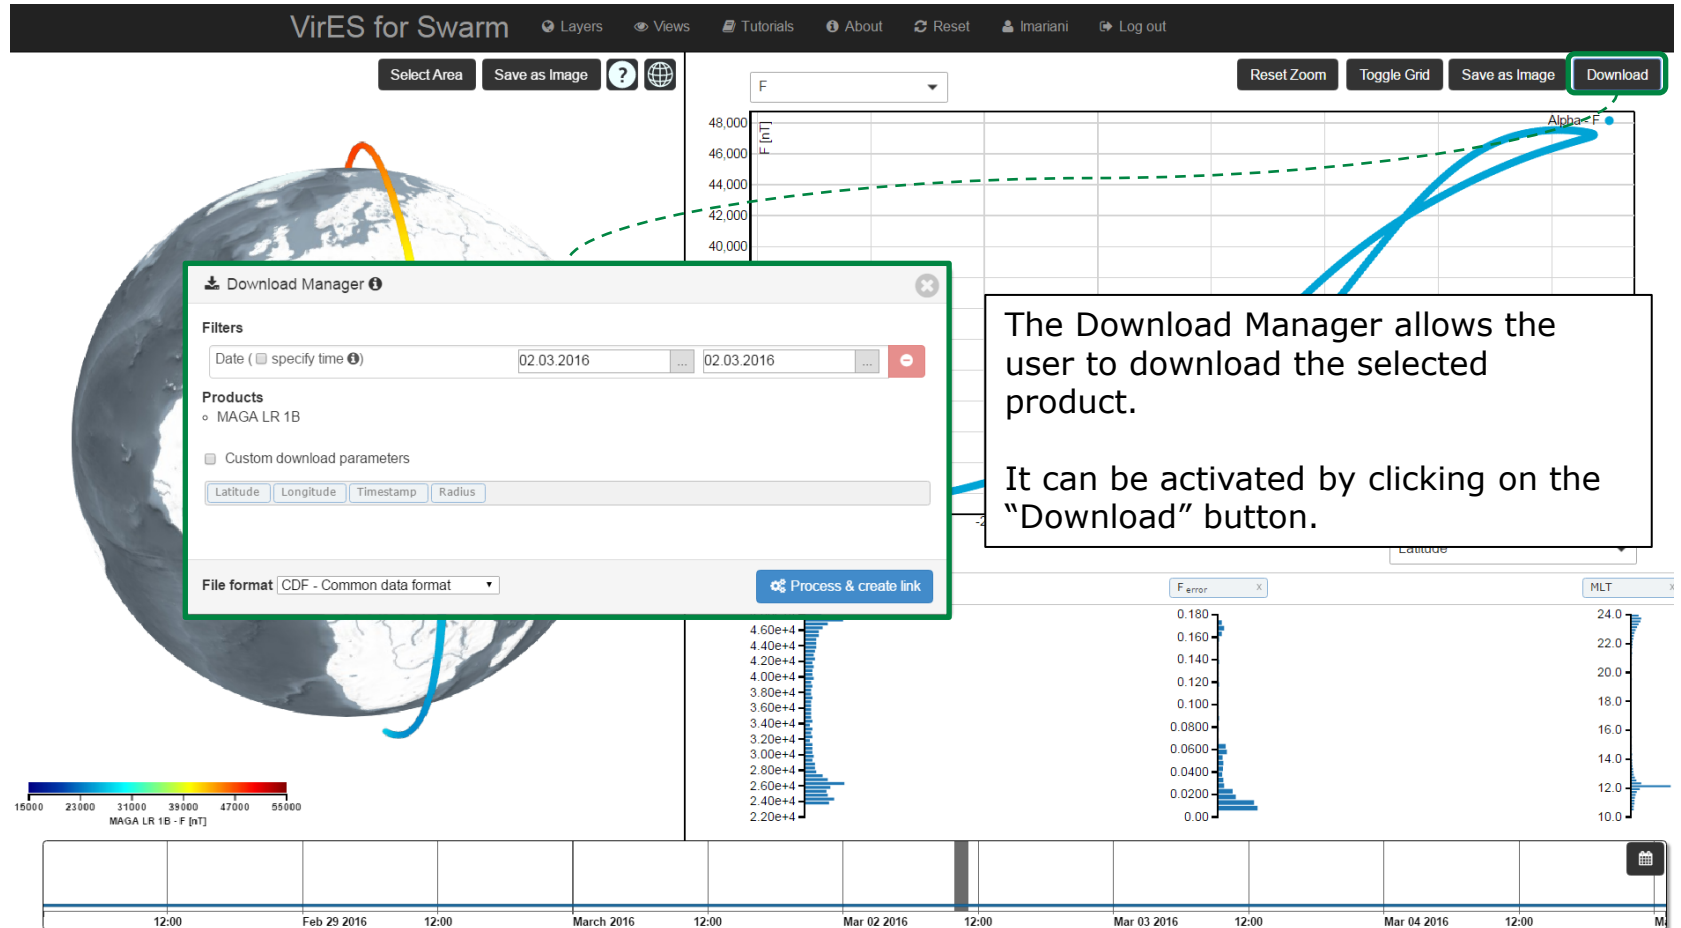 VirES for Swarm
Layers
Views
Tutorials
About
Reset
lmariani
Log out
Select Area
Save as Image
?
F
Reset Zoom
Toggle Grid
Save as Image
Download
48,000
46,000
44,000
42,000
40,000
F [nT]
Alpha - F
Download Manager
Filters
Date ( specify time )
02.03.2016
...
02.03.2016
...
Products
MAGA LR 1B
Custom download parameters
Latitude
Longitude
Timestamp
Radius
File format
CDF - Common data format
Process & create link
The Download Manager allows the
user to download the selected
product.
It can be activated by clicking on the
“Download” button.
Latitude
F error x
MLT x
4.60e+4
4.40e+4
4.20e+4
4.00e+4
3.80e+4
3.60e+4
3.40e+4
3.20e+4
3.00e+4
2.80e+4
2.60e+4
2.40e+4
2.20e+4
0.180
0.160
0.140
0.120
0.100
0.0800
0.0600
0.0400
0.0200
0.00
24.0
22.0
20.0
18.0
16.0
14.0
12.0
10.0
15000 23000 31000 39000 47000 55000
MAGA LR 1B - F [nT]
12:00 Feb 29 2016 12:00 March 2016 12:00 Mar 02 2016 12:00 Mar 03 2016 12:00 Mar 04 2016 12:00